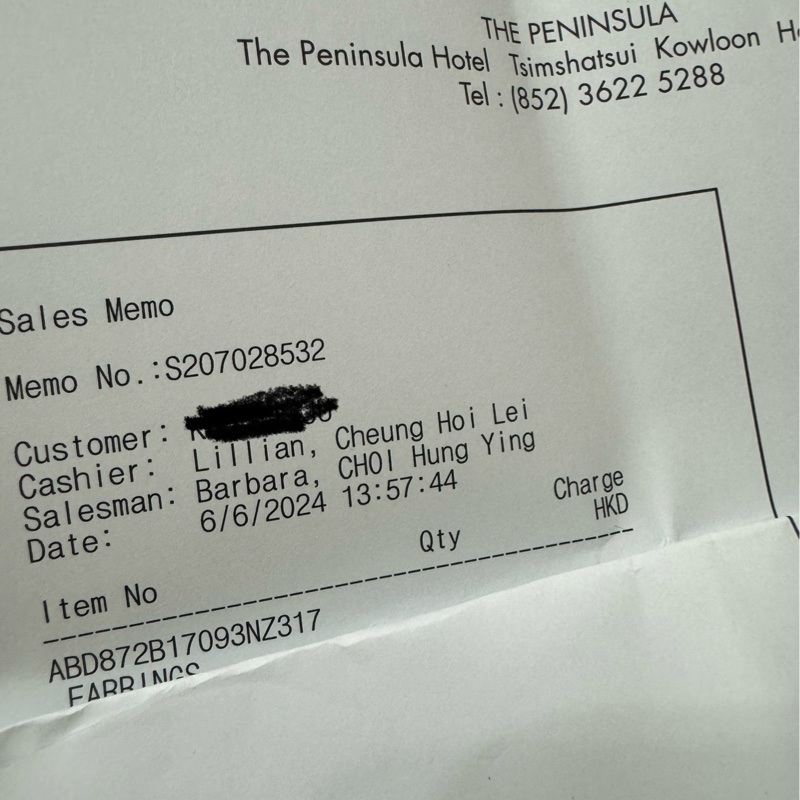 THE PENINSULA
The Peninsula Hotel Tsimshatsui Kowloon
Tel : (852) 3622 5288
Sales Memo
Memo No.:S207028532
Customer:
Cashier: Lillian, Cheung Hoi Lei
Salesman: Barbara, CHOI Hung Ying
Date: 6/6/2024 13:57:44
Item No Qty Charge
HKD
ABD872B17093NZ317
EARRINGS